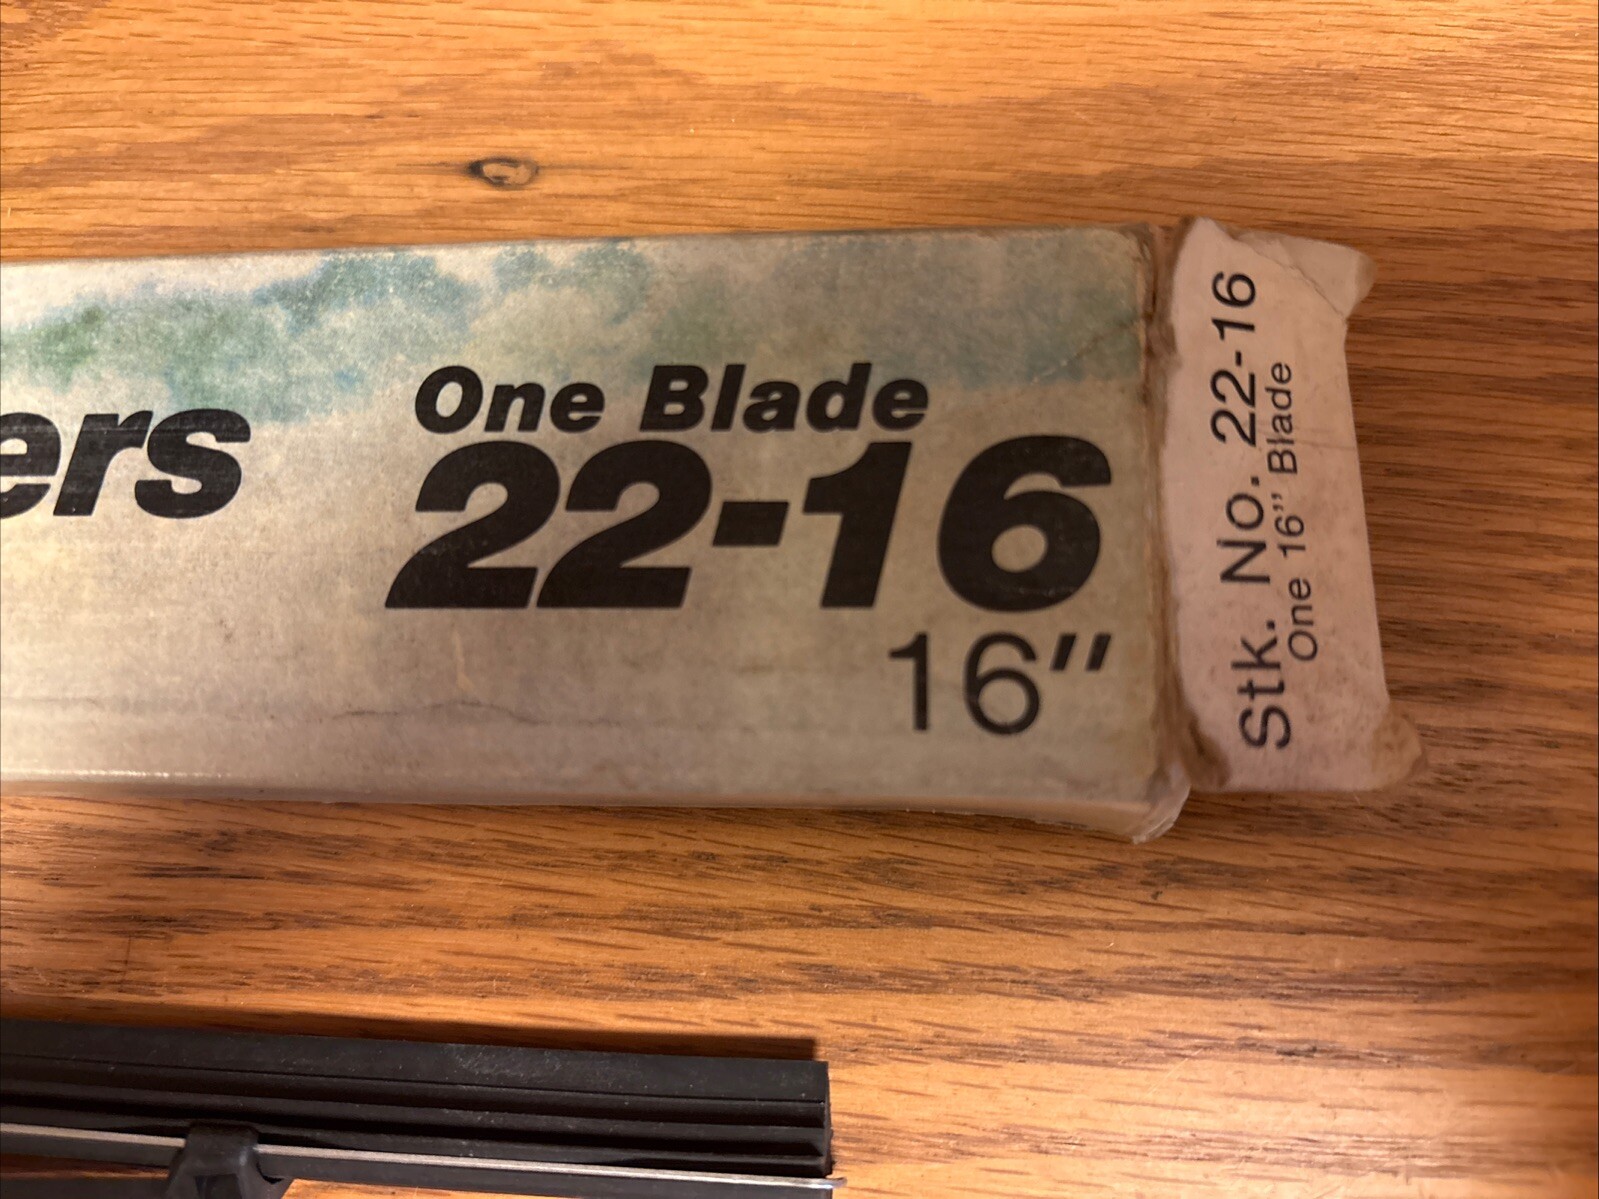 ers
One Blade
22-16
16"
Stk. No. 22-16
One 16" Blade